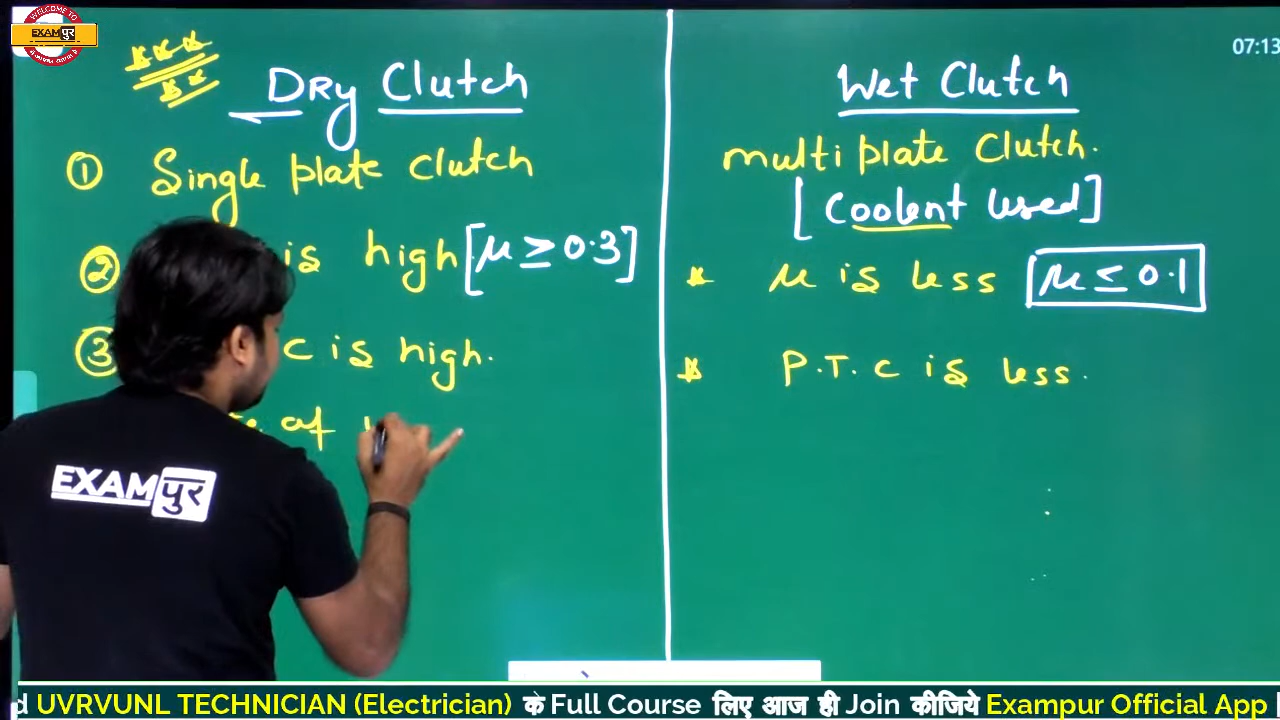 WELCOME TO
EXAMपुर
07:13
Dry Clutch
① Single plate clutch
② is high [μ ≥ 0.3]
③ c is high.
of
Wet Clutch
multi plate Clutch.
[Coolent Used]
* μ is less [μ ≤ 0.1]
* P.T.C is less.
EXAMपुर
UVRVUNL TECHNICIAN (Electrician) के Full Course लिए आज ही Join कीजिये Exampur Official App